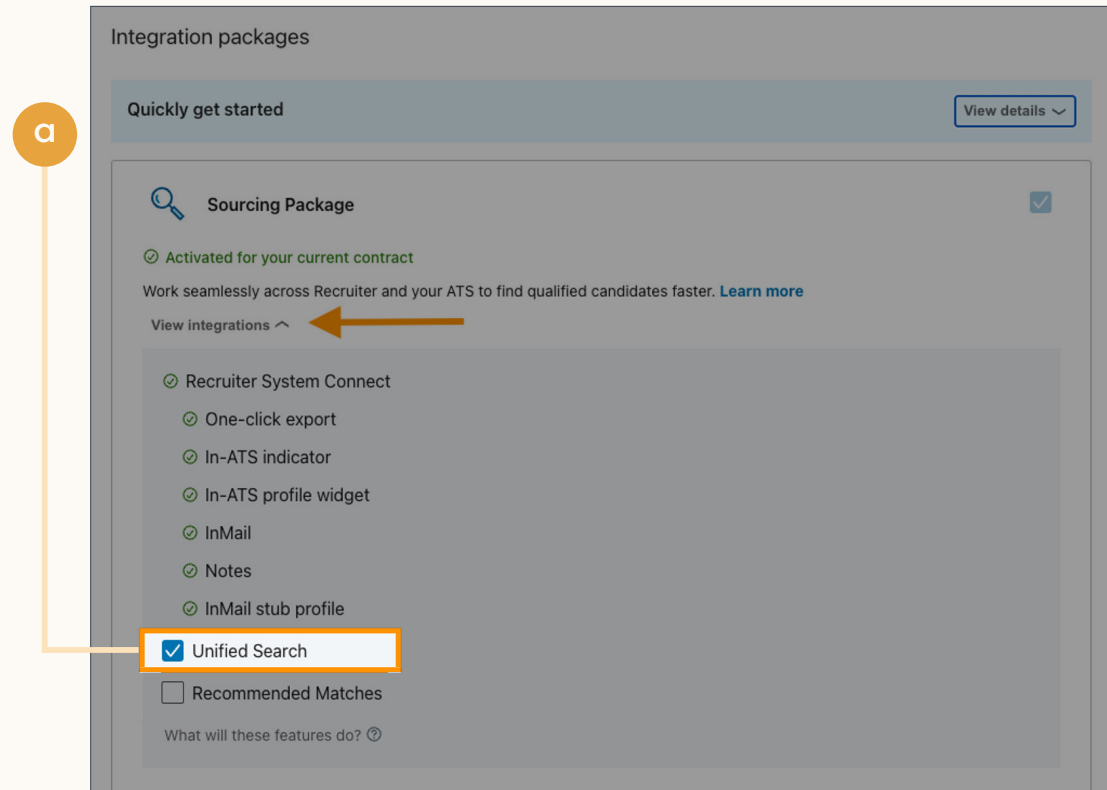 Integration packages
Quickly get started
View details
a
Sourcing Package
Activated for your current contract
Work seamlessly across Recruiter and your ATS to find qualified candidates faster. Learn more
View integrations
Recruiter System Connect
One-click export
In-ATS indicator
In-ATS profile widget
InMail
Notes
InMail stub profile
Unified Search
Recommended Matches
What will these features do? ?